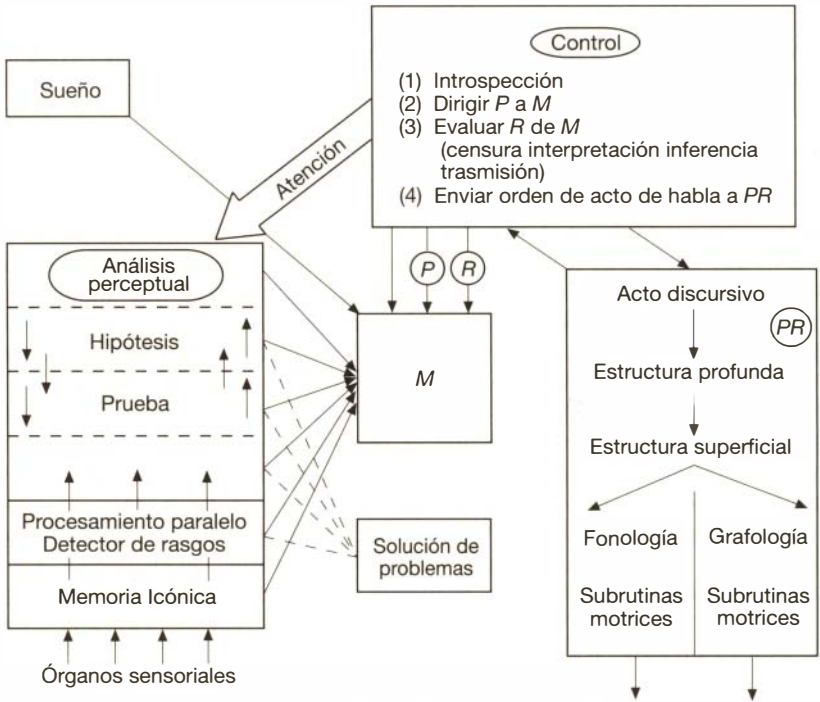 Control
(1) Introspección
(2) Dirigir P a M
(3) Evaluar R de M
(censura interpretación inferencia
trasmisión)
(4) Enviar orden de acto de habla a PR
Sueño
Atención
P
R
M
Análisis
perceptual
Hipótesis
Prueba
Procesamiento paralelo
Detector de rasgos
Memoria Icónica
Órganos sensoriales
Solución de
problemas
Acto discursivo
PR
Estructura profunda
Estructura superficial
Fonología
Grafología
Subrutinas
motrices
Subrutinas
motrices